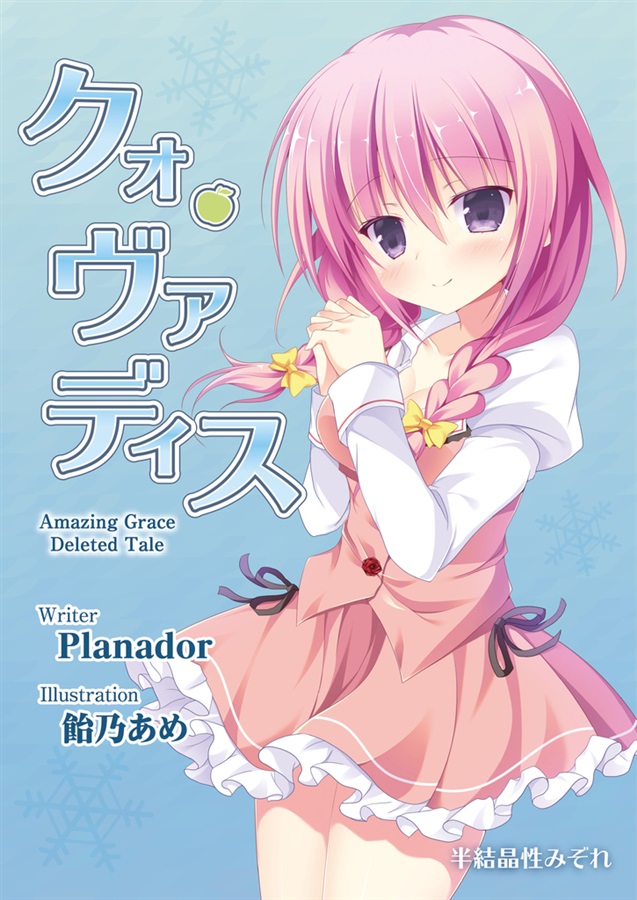 クォ・
ヴァ
ディス
Amazing Grace
Deleted Tale
Writer
Planador
Illustration
飴乃あめ
半結晶性みぞれ